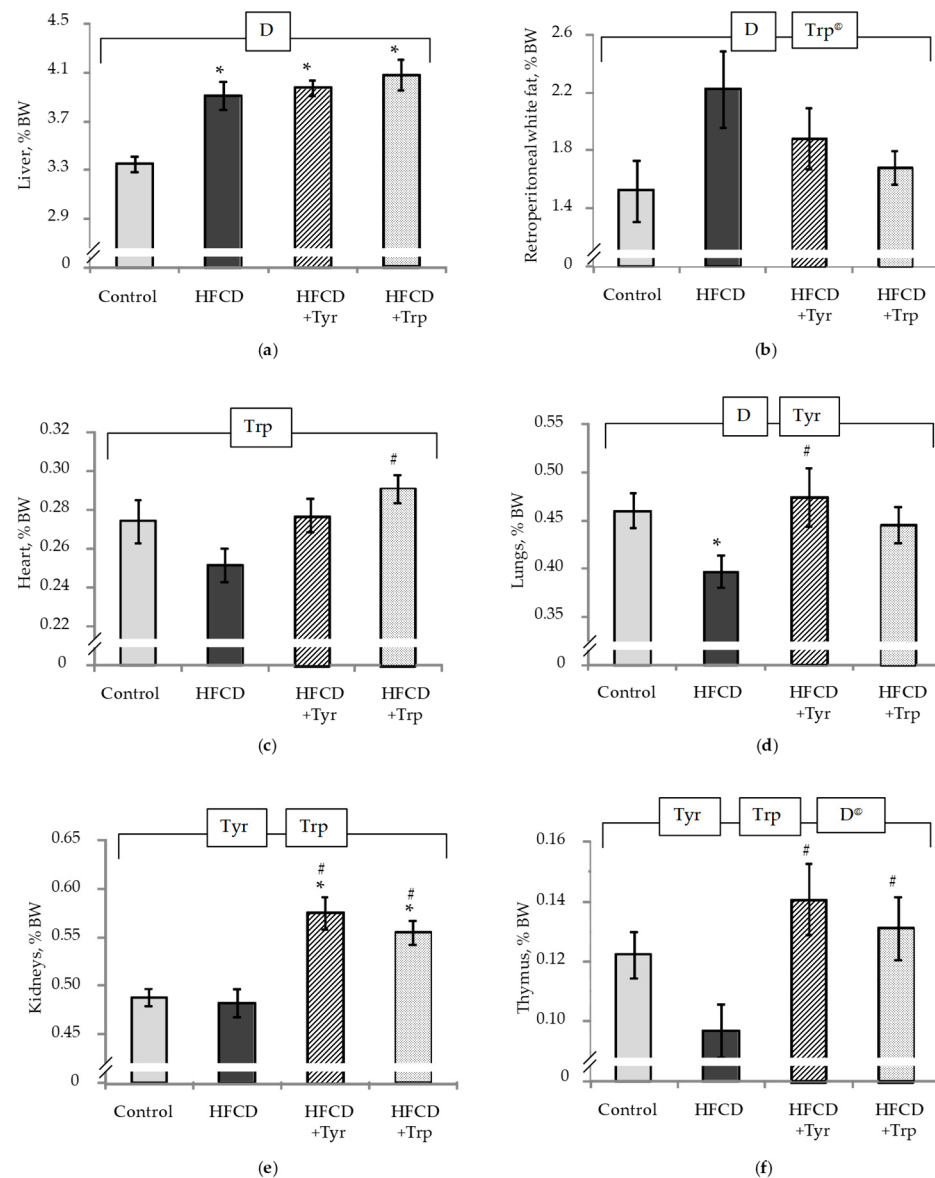 D
4.5
4.1
3.7
3.3
2.9
0
Liver, % BW
*
*
*
Control
HFCD
HFCD
+Tyr
HFCD
+Trp
(a)
D
Trp©
2.6
2.2
1.8
1.4
0
Retroperitoneal white fat, % BW
Control
HFCD
HFCD
+Tyr
HFCD
+Trp
(b)
Trp
0.32
0.30
0.28
0.26
0.24
0.22
0
Heart, % BW
#
Control
HFCD
HFCD
+Tyr
HFCD
+Trp
(c)
D
Tyr
0.55
0.50
0.45
0.40
0.35
0
Lungs, % BW
*
#
Control
HFCD
HFCD
+Tyr
HFCD
+Trp
(d)
Tyr
Trp
0.65
0.60
0.55
0.50
0.45
0
Kidneys, % BW
#
*
#
*
Control
HFCD
HFCD
+Tyr
HFCD
+Trp
(e)
Tyr
Trp
D©
0.16
0.14
0.12
0.10
0
Thymus, % BW
#
#
Control
HFCD
HFCD
+Tyr
HFCD
+Trp
(f)